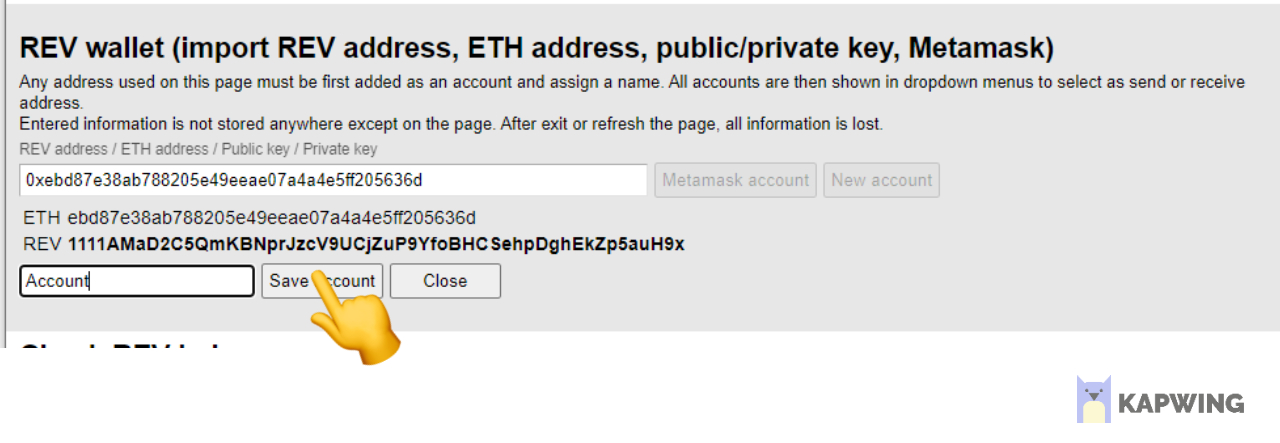 REV wallet (import REV address, ETH address, public/private key, Metamask)
Any address used on this page must be first added as an account and assign a name. All accounts are then shown in dropdown menus to select as send or receive
address.
Entered information is not stored anywhere except on the page. After exit or refresh the page, all information is lost.
REV address / ETH address / Public key / Private key
0xebd87e38ab788205e49eeae07a4a4e5ff205636d Metamask account New account
ETH ebd87e38ab788205e49eeae07a4a4e5ff205636d
REV 1111AMaD2C5QmKBNprJzcV9UCjZuP9YfoBHCSehpDghEkZp5auH9x
Account Save account Close
KAPWING